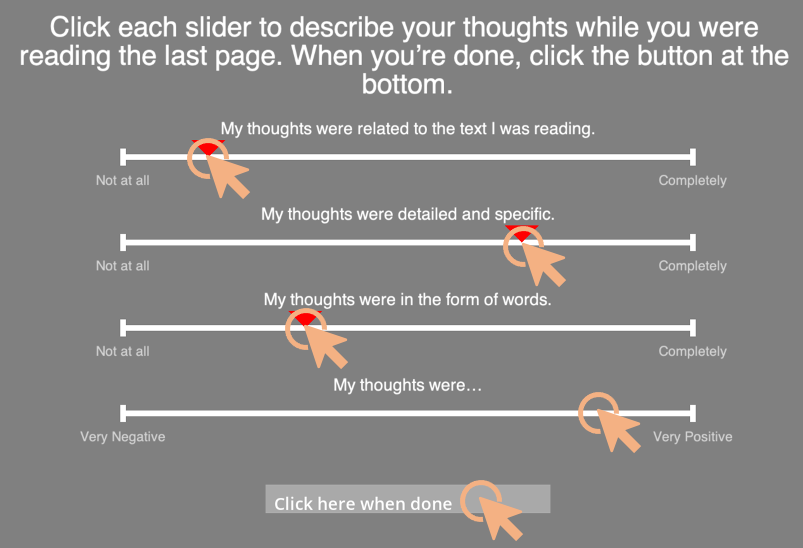 Click each slider to describe your thoughts while you were
reading the last page. When you’re done, click the button at the
bottom.
My thoughts were related to the text I was reading.
Not at all Completely
My thoughts were detailed and specific.
Not at all Completely
My thoughts were in the form of words.
Not at all Completely
My thoughts were…
Very Negative Very Positive
Click here when done